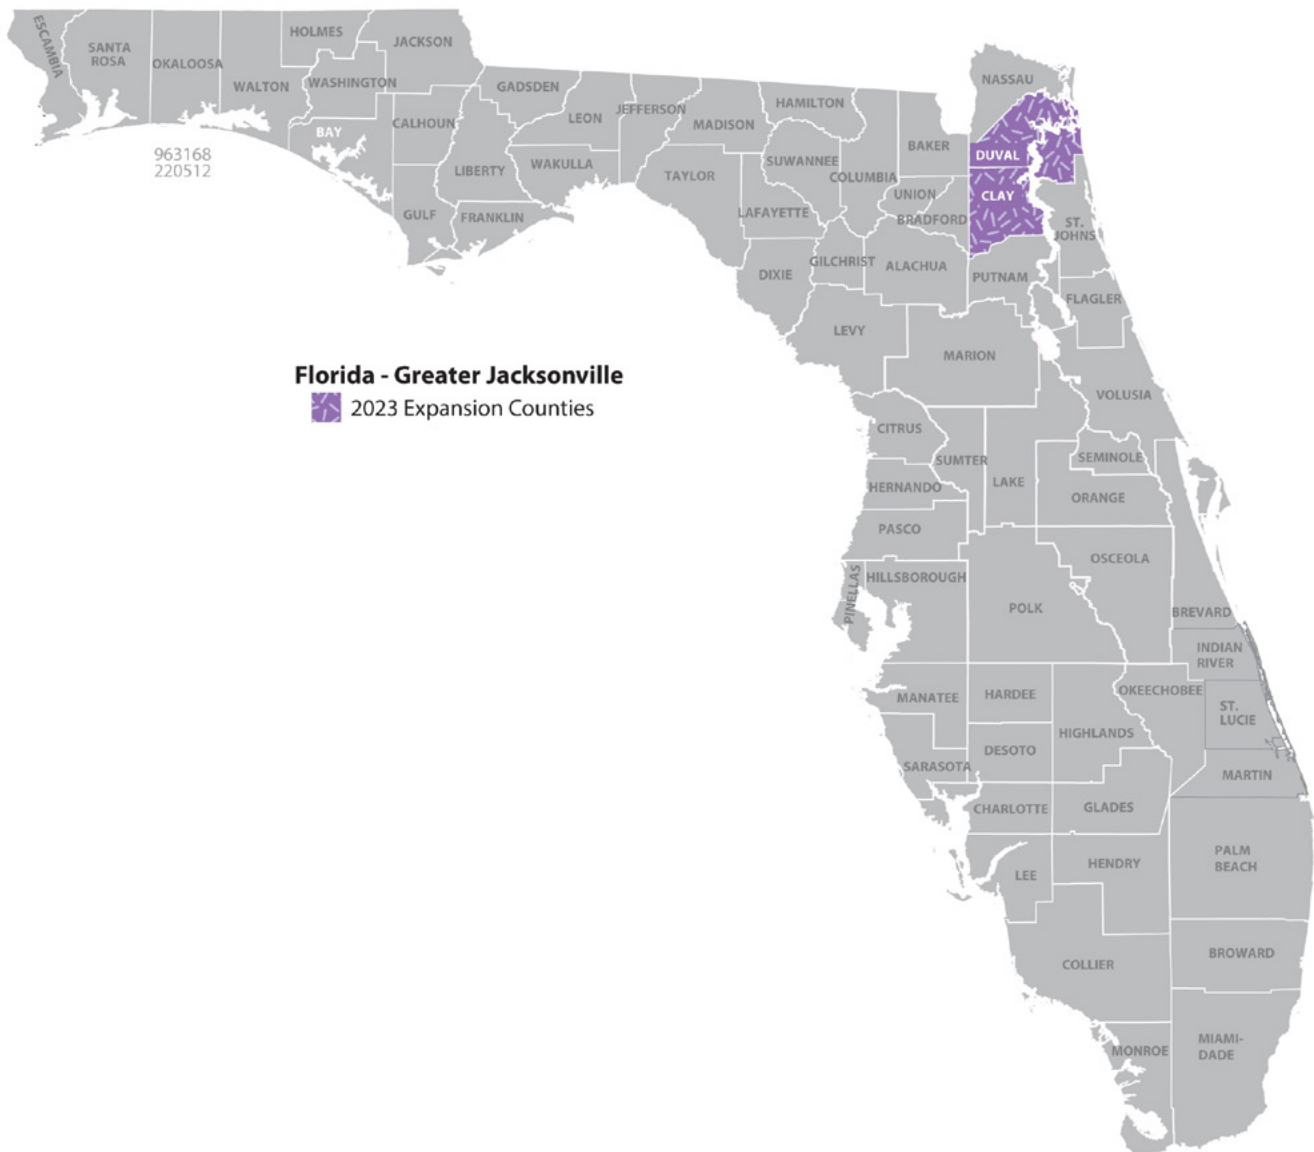 ESCAMBIA
SANTA
ROSA
OKALOOSA
WALTON
HOLMES
WASHINGTON
JACKSON
BAY
CALHOUN
GULF
GADSDEN
LIBERTY
FRANKLIN
LEON
WAKULLA
JEFFERSON
MADISON
TAYLOR
HAMILTON
SUWANNEE
LAFAYETTE
DIXIE
COLUMBIA
GILCHRIST
BAKER
UNION
BRADFORD
ALACHUA
NASSAU
DUVAL
CLAY
ST.
JOHNS
PUTNAM
FLAGLER
963168
220512
LEVY
MARION
VOLUSIA
Florida - Greater Jacksonville
2023 Expansion Counties
CITRUS
SUMTER
LAKE
SEMINOLE
HERNANDO
ORANGE
PASCO
OSCEOLA
PINELLAS
HILLSBOROUGH
POLK
BREVARD
INDIAN
RIVER
MANATEE
HARDEE
OKEECHOBEE
ST.
LUCIE
HIGHLANDS
DESOTO
SARASOTA
MARTIN
CHARLOTTE
GLADES
PALM
BEACH
LEE
HENDRY
BROWARD
COLLIER
MONROE
MIAMI-
DADE